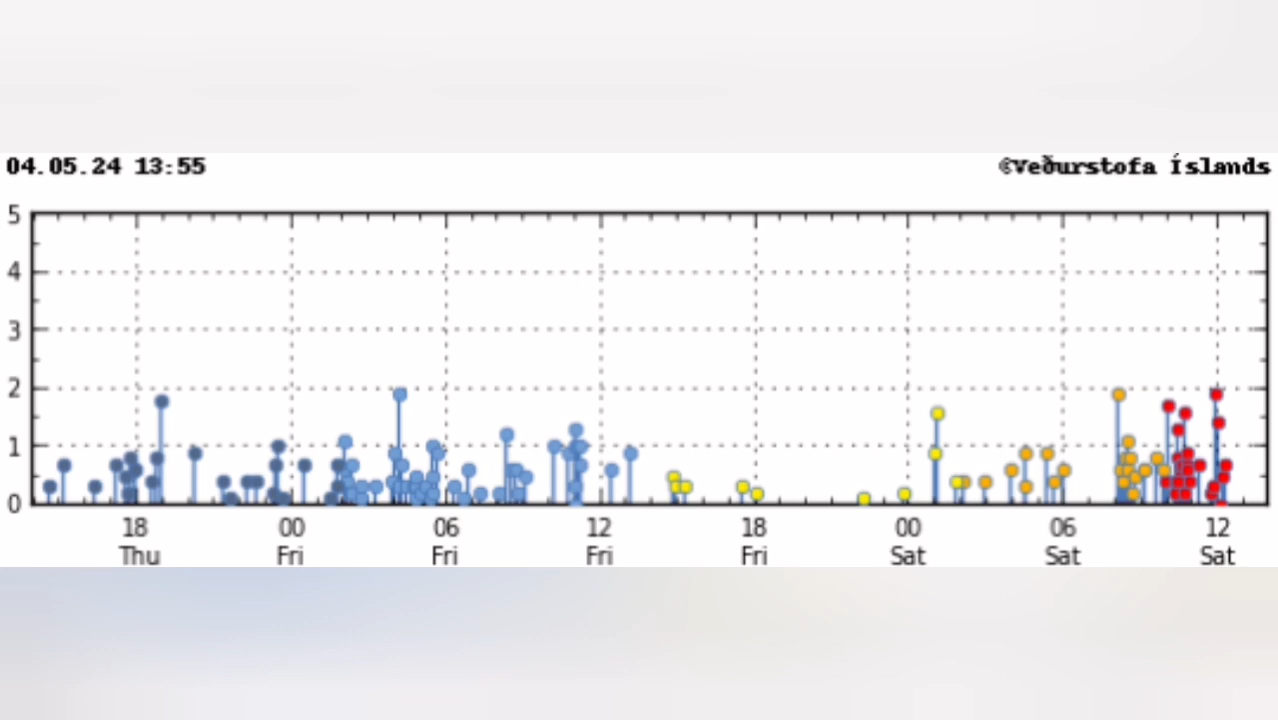 04.05.24 13:55
©Veðurstofa Íslands
5
4
3
2
1
0
18 00 06 12 18 00 06 12
Thu Fri Fri Fri Fri Sat Sat Sat